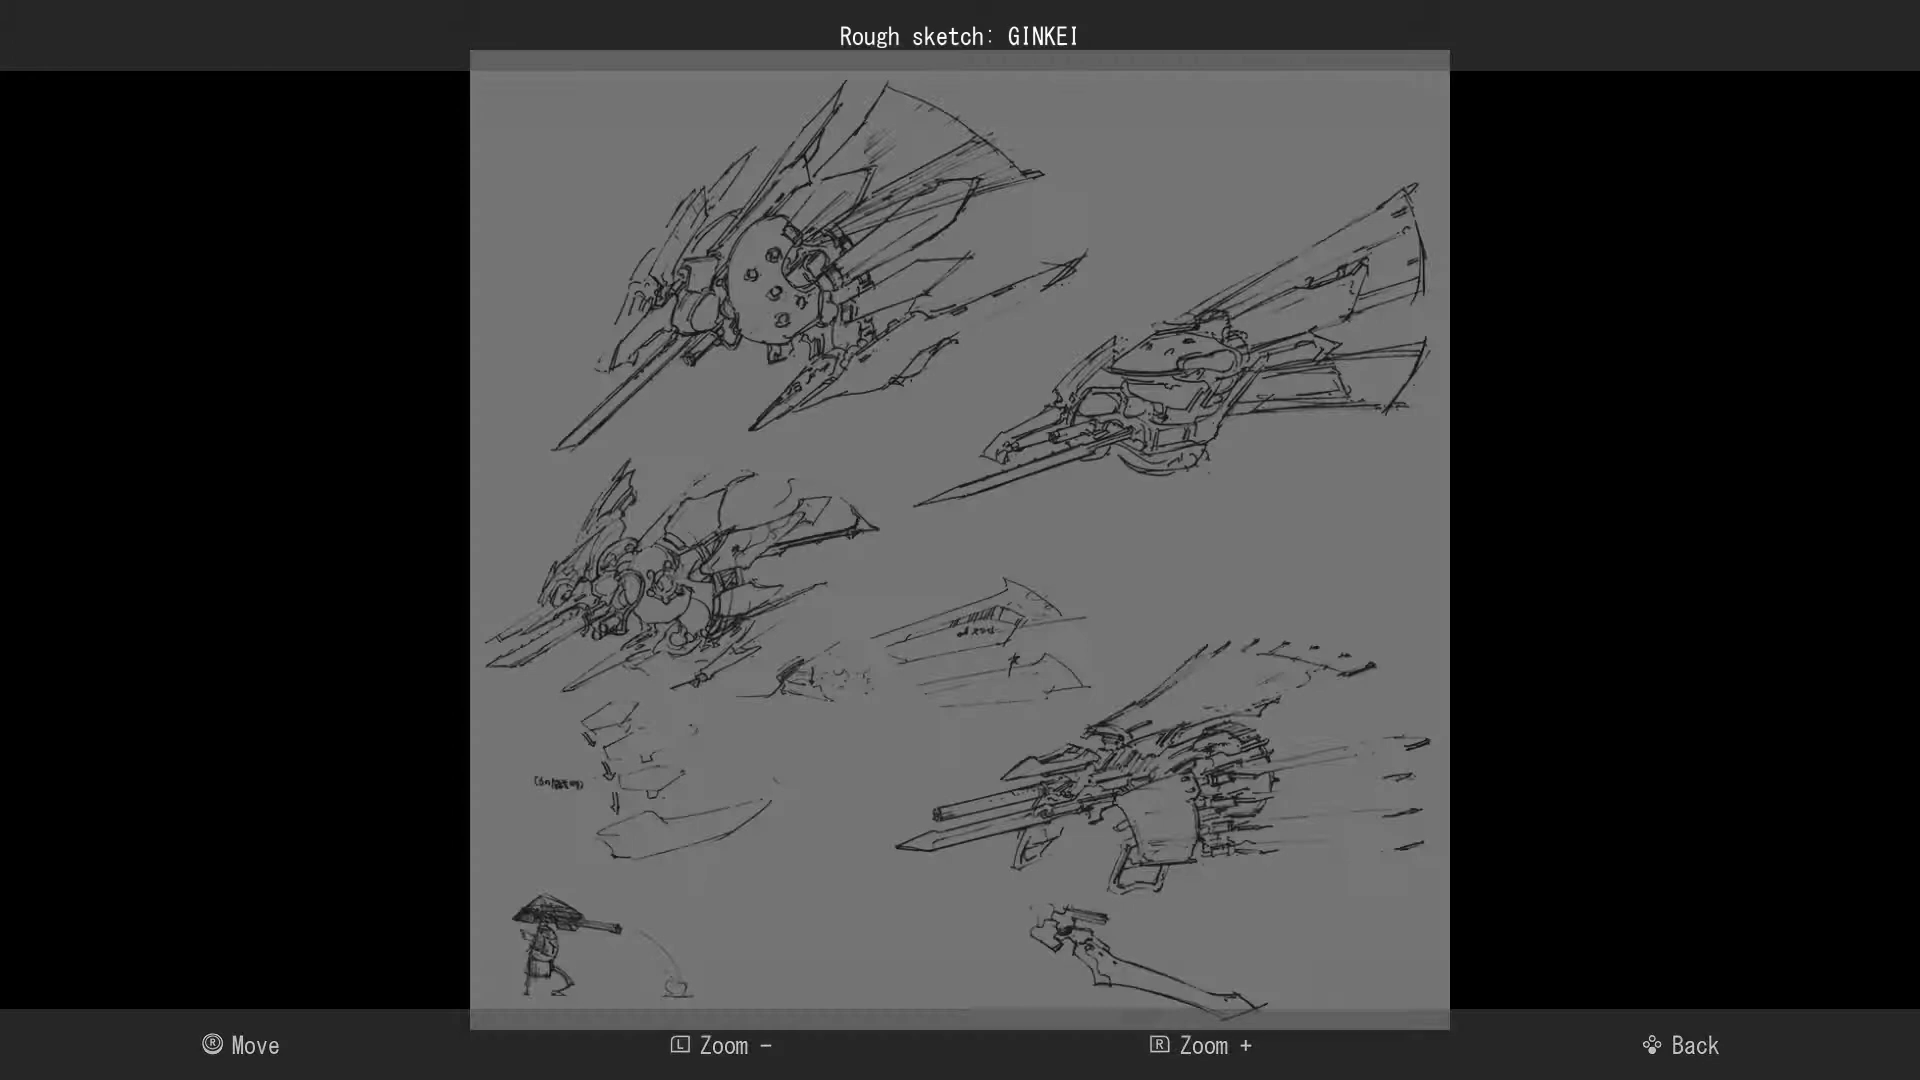 Rough sketch: GINKEI
R Move
L Zoom -
R Zoom +
Back